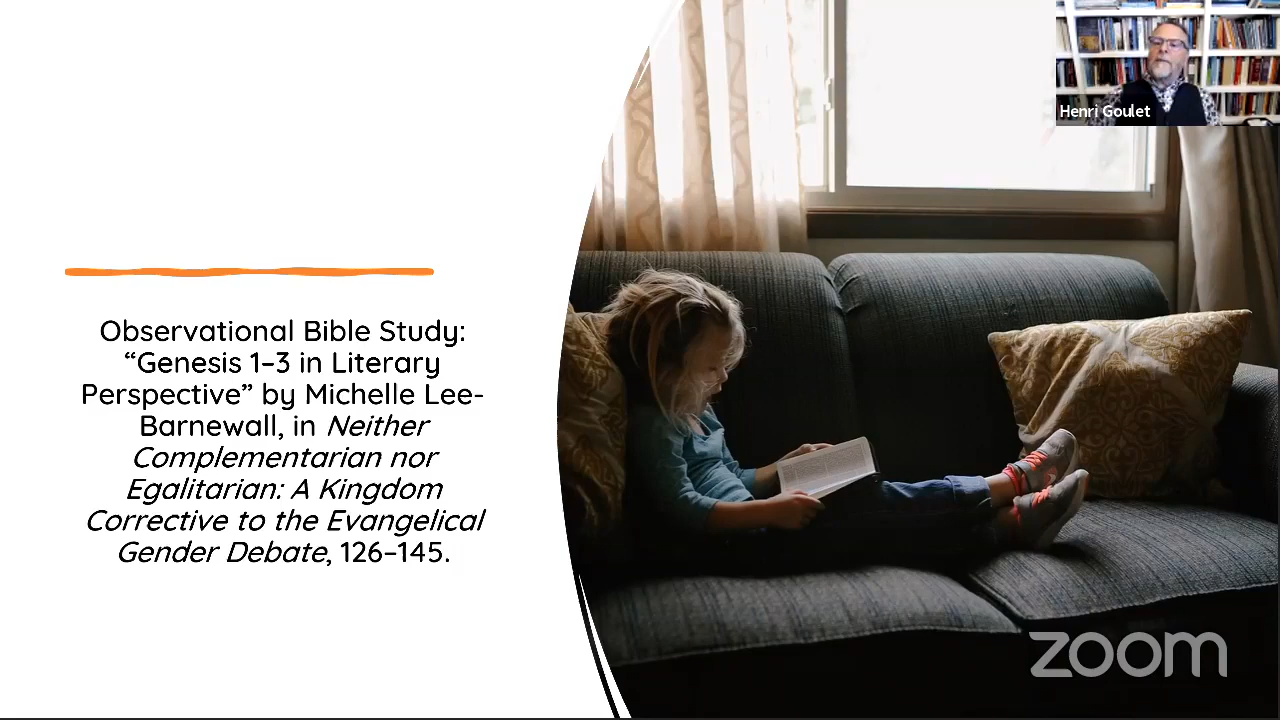 Henri Goulet
Observational Bible Study:
“Genesis 1–3 in Literary
Perspective” by Michelle Lee-
Barnewall, in Neither
Complementarian nor
Egalitarian: A Kingdom
Corrective to the Evangelical
Gender Debate, 126–145.
zoom